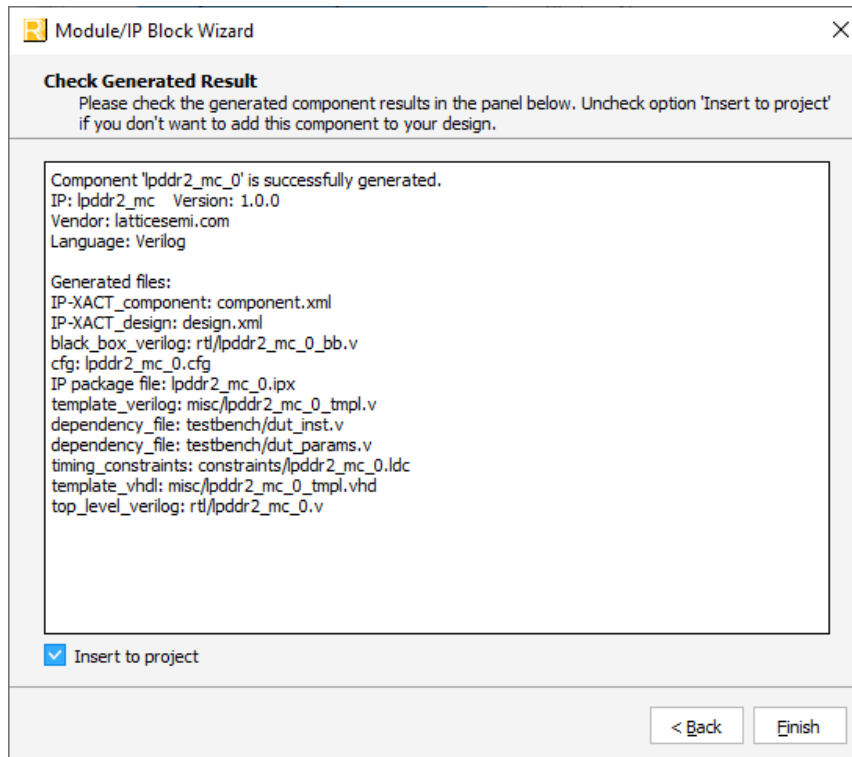 Module/IP Block Wizard
Check Generated Result
Please check the generated component results in the panel below. Uncheck option 'Insert to project'
if you don't want to add this component to your design.
Component 'lpddr2_mc_0' is successfully generated.
IP: lpddr2_mc Version: 1.0.0
Vendor: latticesemi.com
Language: Verilog
Generated files:
IP-XACT_component: component.xml
IP-XACT_design: design.xml
black_box_verilog: rtl/lpddr2_mc_0_bb.v
cfg: lpddr2_mc_0.cfg
IP package file: lpddr2_mc_0.ipx
template_verilog: misc/lpddr2_mc_0_tmpl.v
dependency_file: testbench/dut_inst.v
dependency_file: testbench/dut_params.v
timing_constraints: constraints/lpddr2_mc_0.ldc
template_vhdl: misc/lpddr2_mc_0_tmpl.vhd
top_level_verilog: rtl/lpddr2_mc_0.v
Insert to project
< Back Finish